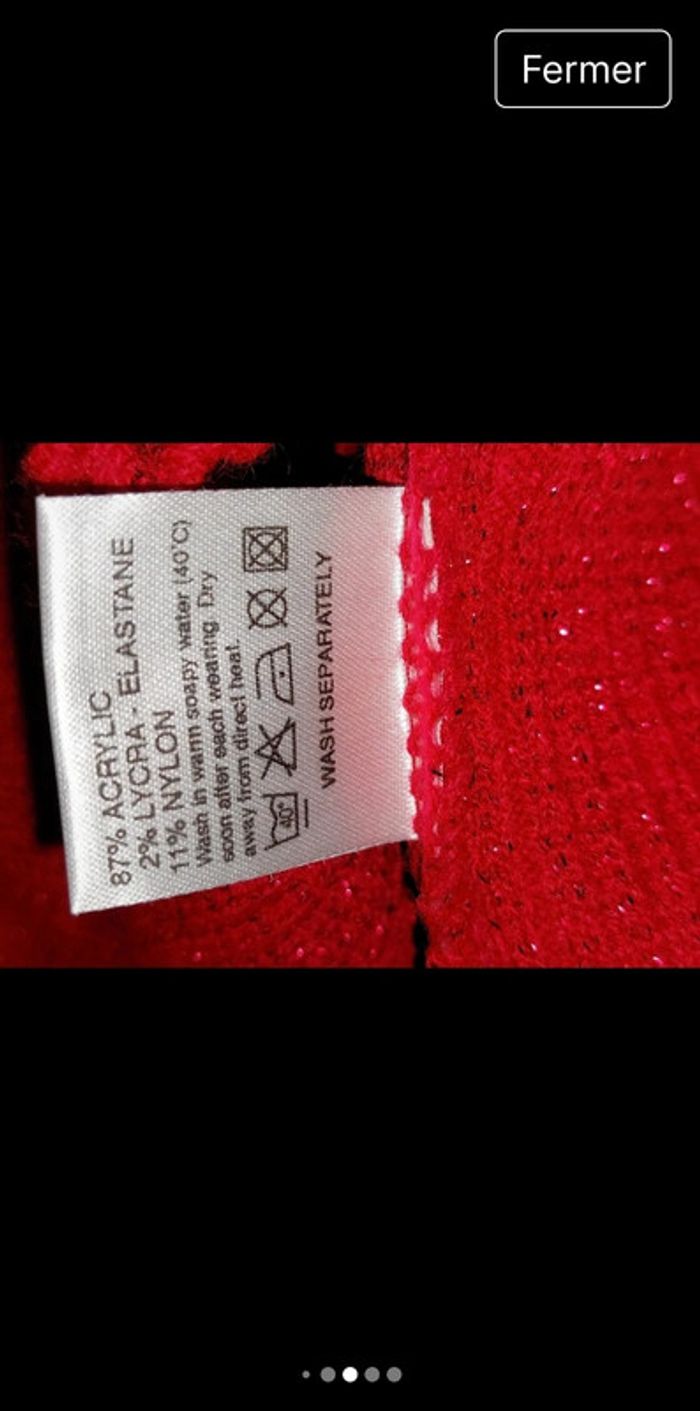 Fermer
87% ACRYLIC
2% LYCRA - ELASTANE
11% NYLON
Wash in warm soapy water (40°C)
soon after each wearing Dry
away from direct heat.
40°
WASH SEPARATELY